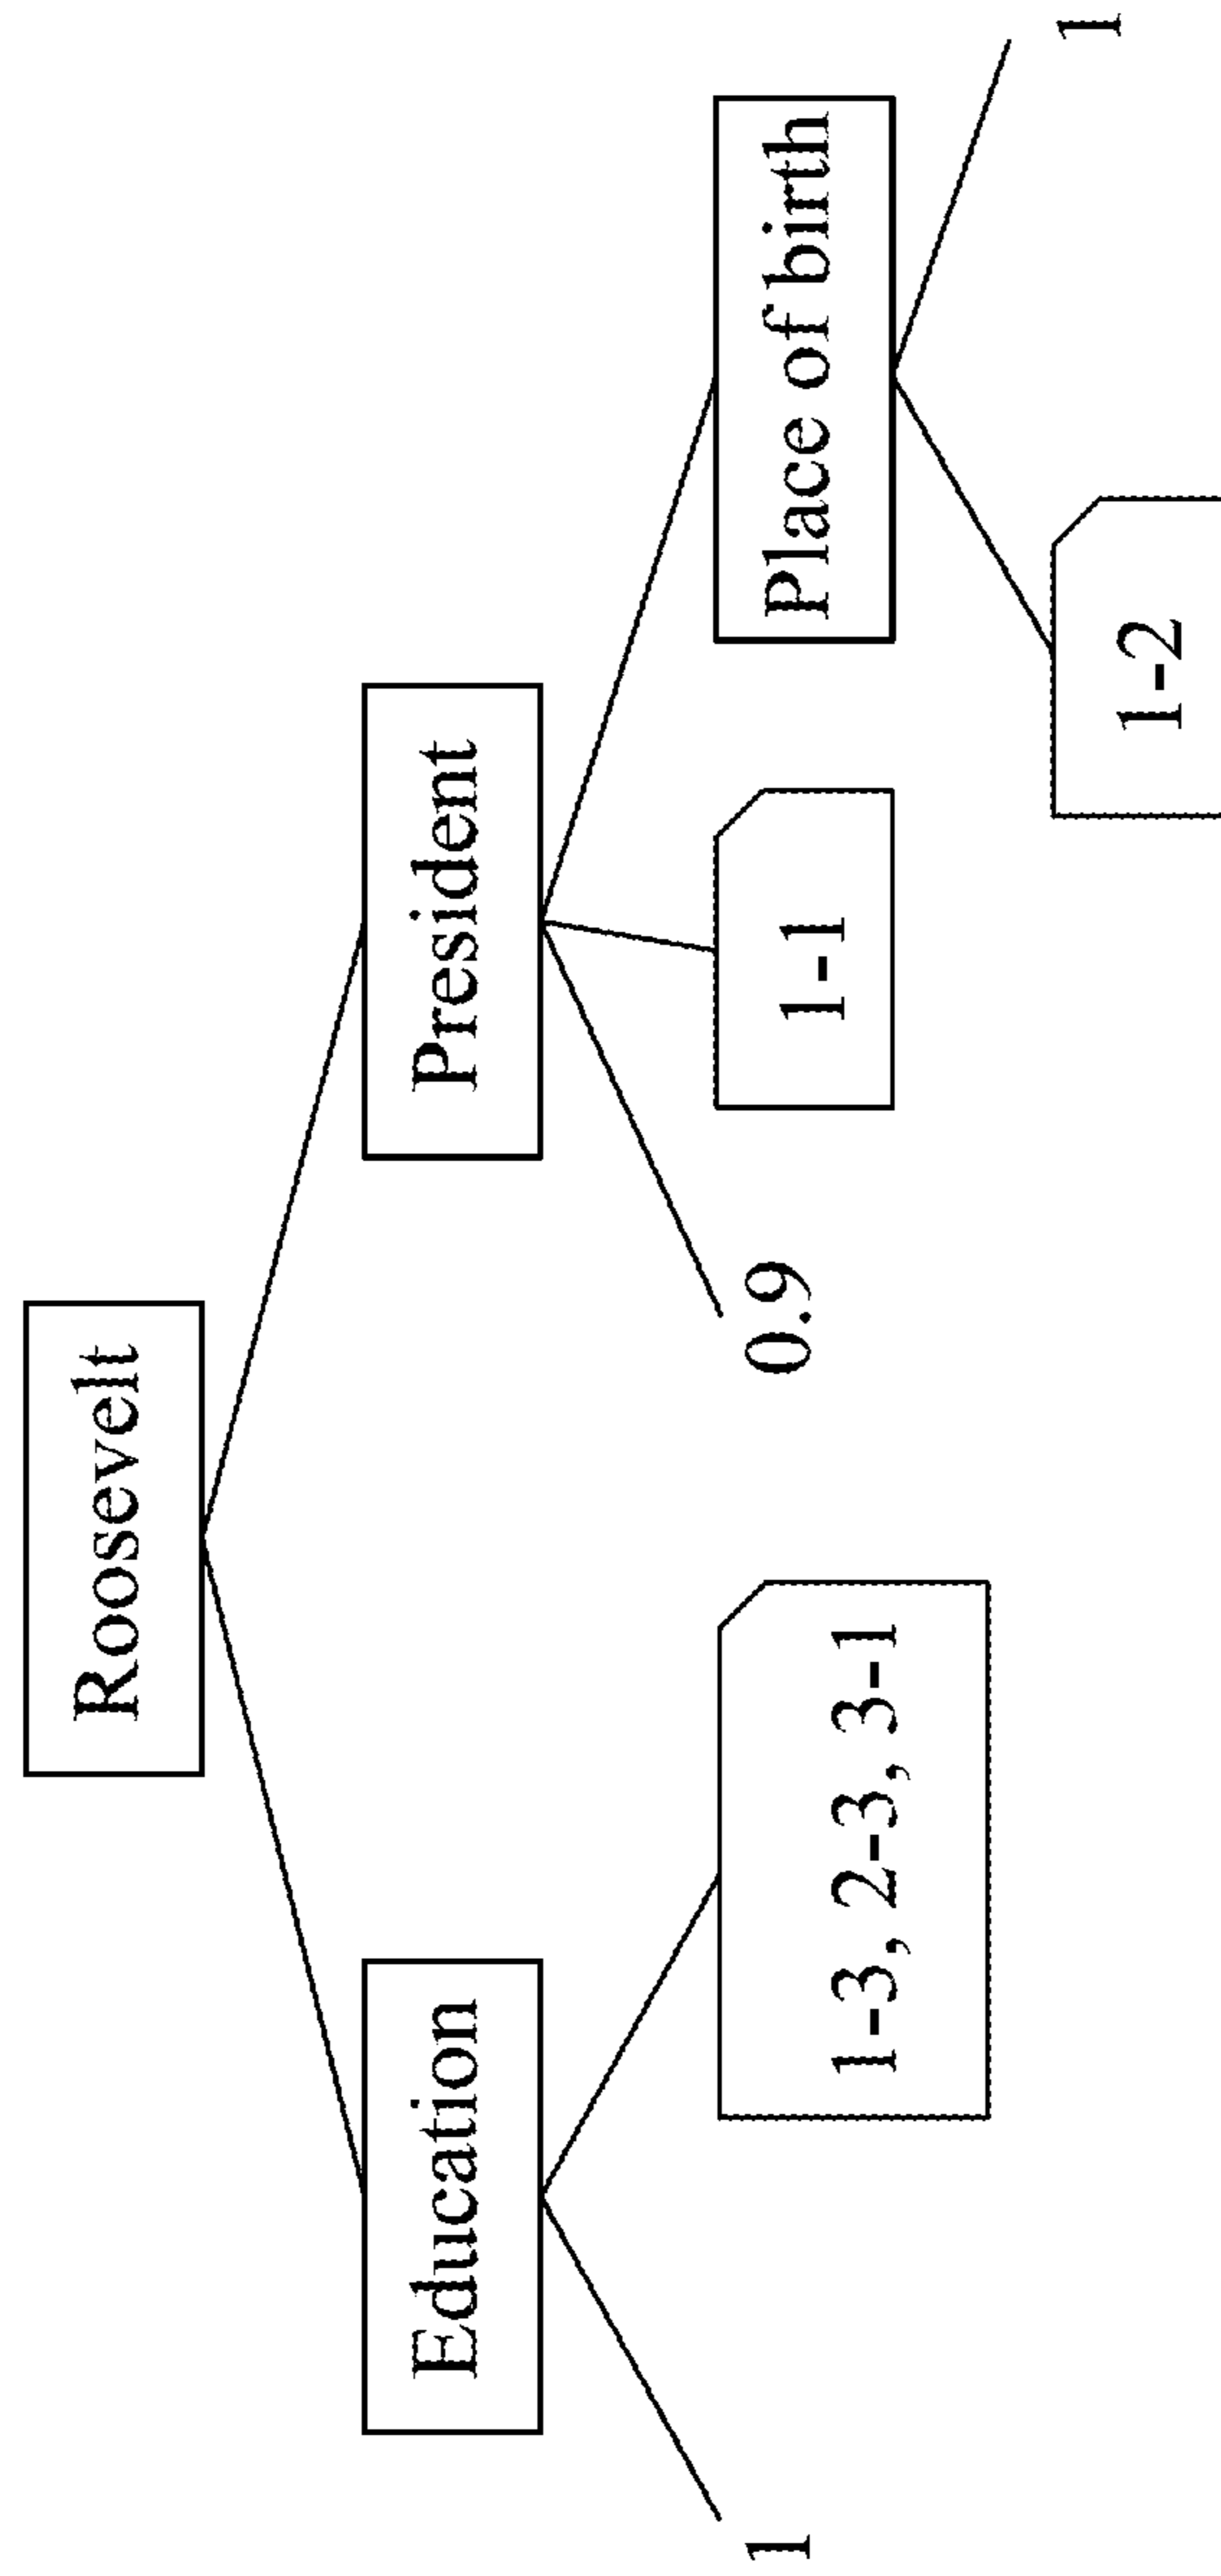 Roosevelt
Education
President
1
1-3, 2-3, 3-1
0.9
1-1
Place of birth
1-2
1